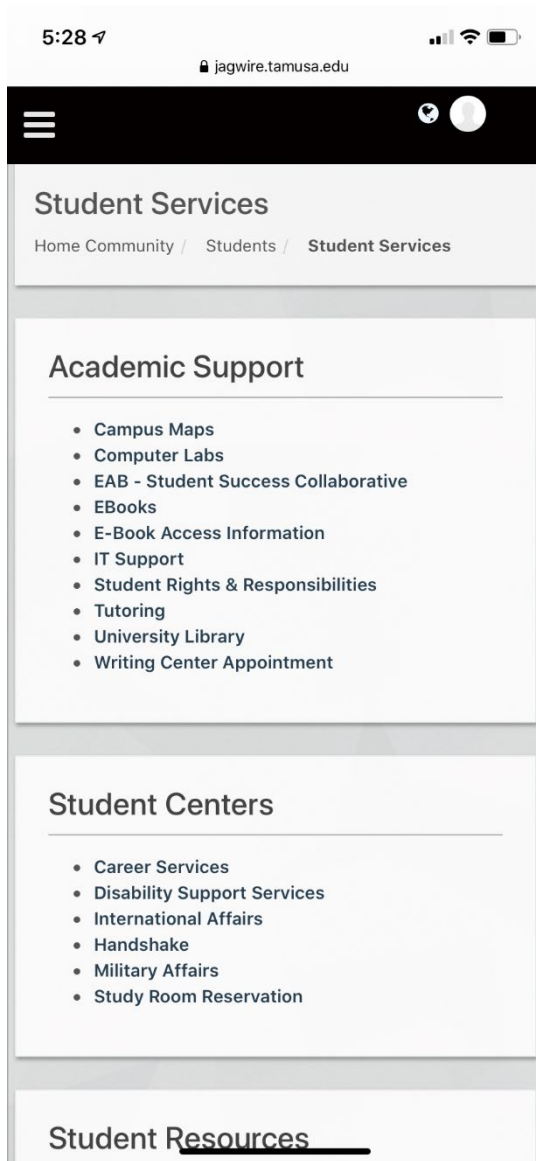 5:28
jagwire.tamusa.edu
Student Services
Home Community / Students / Student Services
Academic Support
• Campus Maps
• Computer Labs
• EAB - Student Success Collaborative
• EBooks
• E-Book Access Information
• IT Support
• Student Rights & Responsibilities
• Tutoring
• University Library
• Writing Center Appointment
Student Centers
• Career Services
• Disability Support Services
• International Affairs
• Handshake
• Military Affairs
• Study Room Reservation
Student Resources